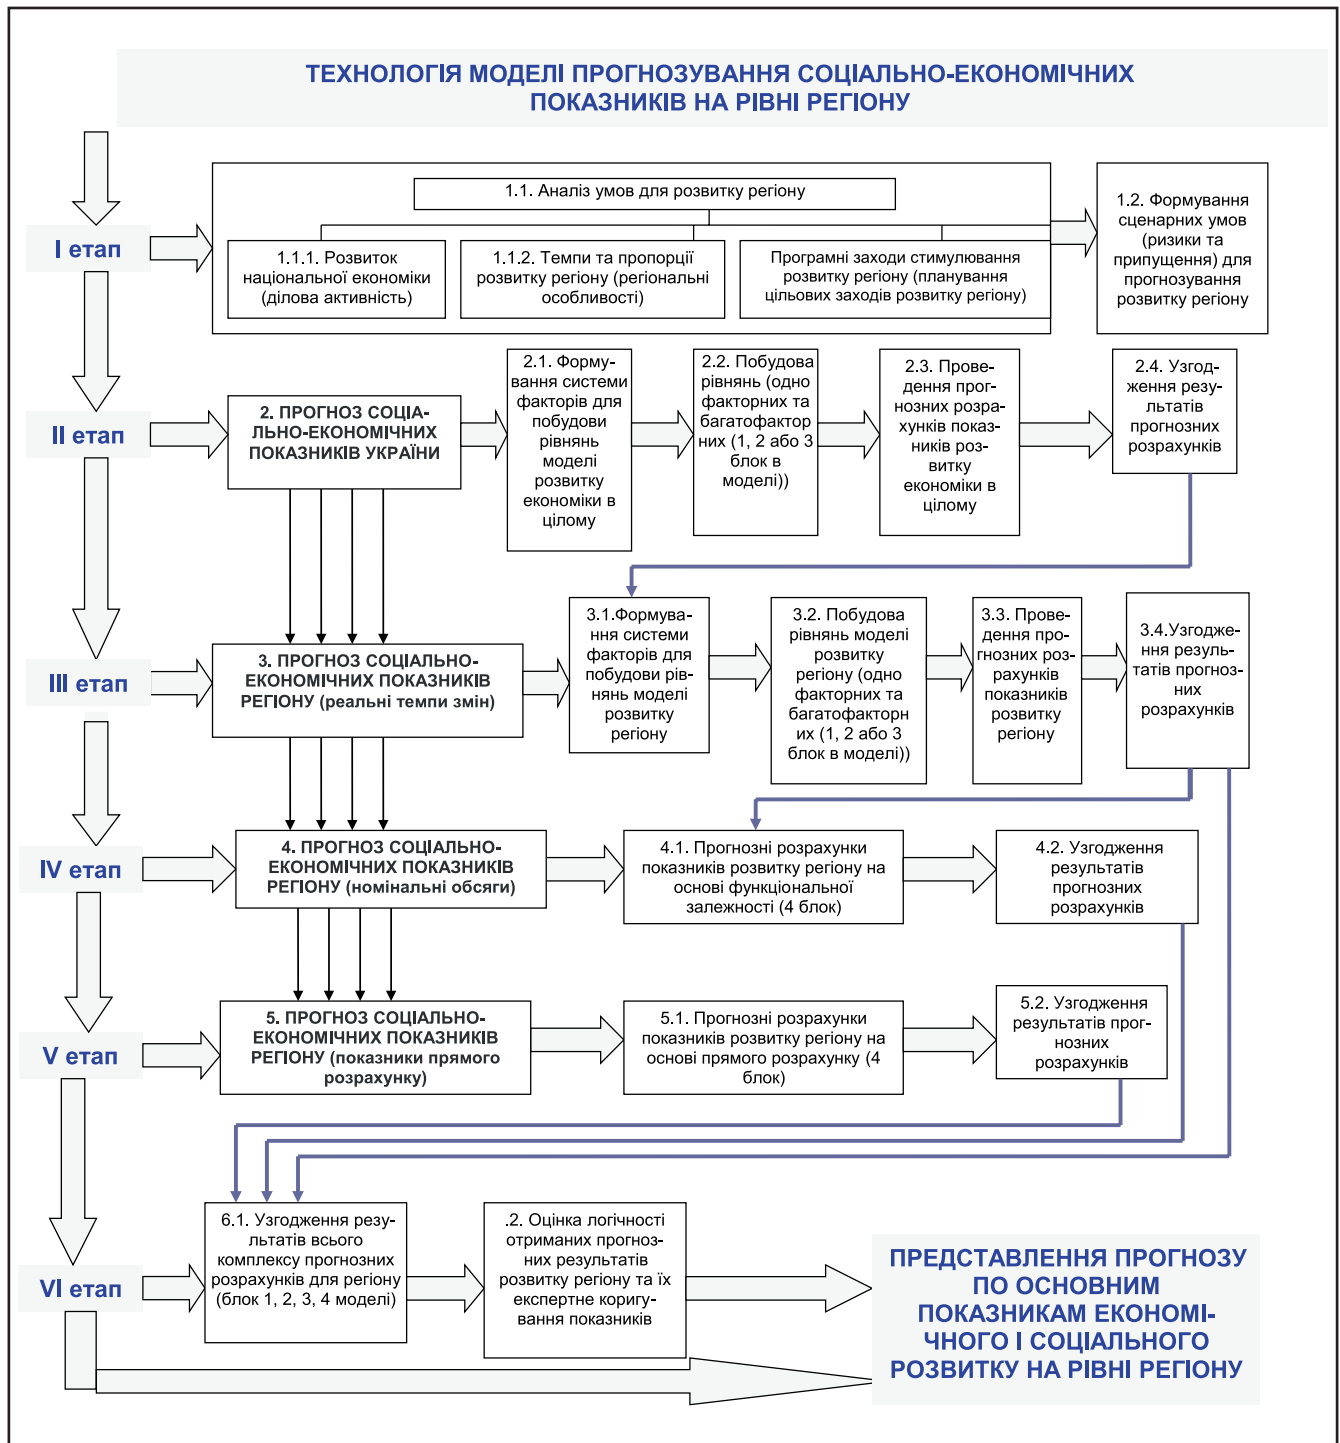 ТЕХНОЛОГІЯ МОДЕЛІ ПРОГНОЗУВАННЯ СОЦІАЛЬНО-ЕКОНОМІЧНИХ
ПОКАЗНИКІВ НА РІВНІ РЕГІОНУ
І етап
1.1. Аналіз умов для розвитку регіону
1.1.1. Розвиток
національної економіки
(ділова активність)
1.1.2. Темпи та пропорції
розвитку регіону (регіональні
особливості)
Програмні заходи стимулювання
розвитку регіону (планування
цільових заходів розвитку регіону)
1.2. Формування
сценарних умов
(ризики та
припущення) для
прогнозування
розвитку регіону
ІІ етап
2. ПРОГНОЗ СОЦІА-
ЛЬНО-ЕКОНОМІЧНИХ
ПОКАЗНИКІВ УКРАЇНИ
2.1. Форму-
вання системи
факторів для
побудови
рівнянь
моделі
розвитку
економіки в
цілому
2.2. Побудова
рівнянь (одно
факторних та
багатофактор
них (1, 2 або 3
блок в
моделі))
2.3. Прове-
дення прог-
нозних розра-
хунків показ-
ників роз-
витку
економіки в
цілому
2.4. Узгод-
ження резу-
льтатів
прогнозних
розрахунків
ІІІ етап
3. ПРОГНОЗ СОЦІАЛЬНО-
ЕКОНОМІЧНИХ ПОКАЗНИКІВ
РЕГІОНУ (реальні темпи змін)
3.1.Формува-
ння системи
факторів для
побудови рів-
нянь моделі
розвитку
регіону
3.2. Побудова
рівнянь моделі
розвитку
регіону (одно
факторних та
багатофакторн
их (1, 2 або 3
блок в моделі))
3.3. Прове-
дення про-
гнозних роз-
рахунків
показників
розвитку
регіону
3.4.Узгодже-
ння резуль-
татів прогноз-
них
розрахунків
IV етап
4. ПРОГНОЗ СОЦІАЛЬНО-
ЕКОНОМІЧНИХ ПОКАЗНИКІВ
РЕГІОНУ (номінальні обсяги)
4.1. Прогнозні розрахунки
показників розвитку регіону на
основі функціональної
залежності (4 блок)
4.2. Узгодження
результатів
прогнозних
розрахунків
V етап
5. ПРОГНОЗ СОЦІАЛЬНО-
ЕКОНОМІЧНИХ ПОКАЗНИКІВ
РЕГІОНУ (показники прямого
розрахунку)
5.1. Прогнозні розрахунки
показників розвитку регіону на
основі прямого розрахунку (4
блок)
5.2. Узгодження
результатів прог-
нозних
розрахунків
VI етап
6.1. Узгодження резу-
льтатів всього
комплексу прогнозних
розрахунків для регіону
(блок 1, 2, 3, 4 моделі)
.2. Оцінка логічності
отриманих прогноз-
них результатів
розвитку регіону та їх
експертне коригу-
вання показників
ПРЕДСТАВЛЕННЯ ПРОГНОЗУ
ПО ОСНОВНИМ
ПОКАЗНИКАМ ЕКОНОМІ-
ЧНОГО І СОЦІАЛЬНОГО
РОЗВИТКУ НА РІВНІ РЕГІОНУ